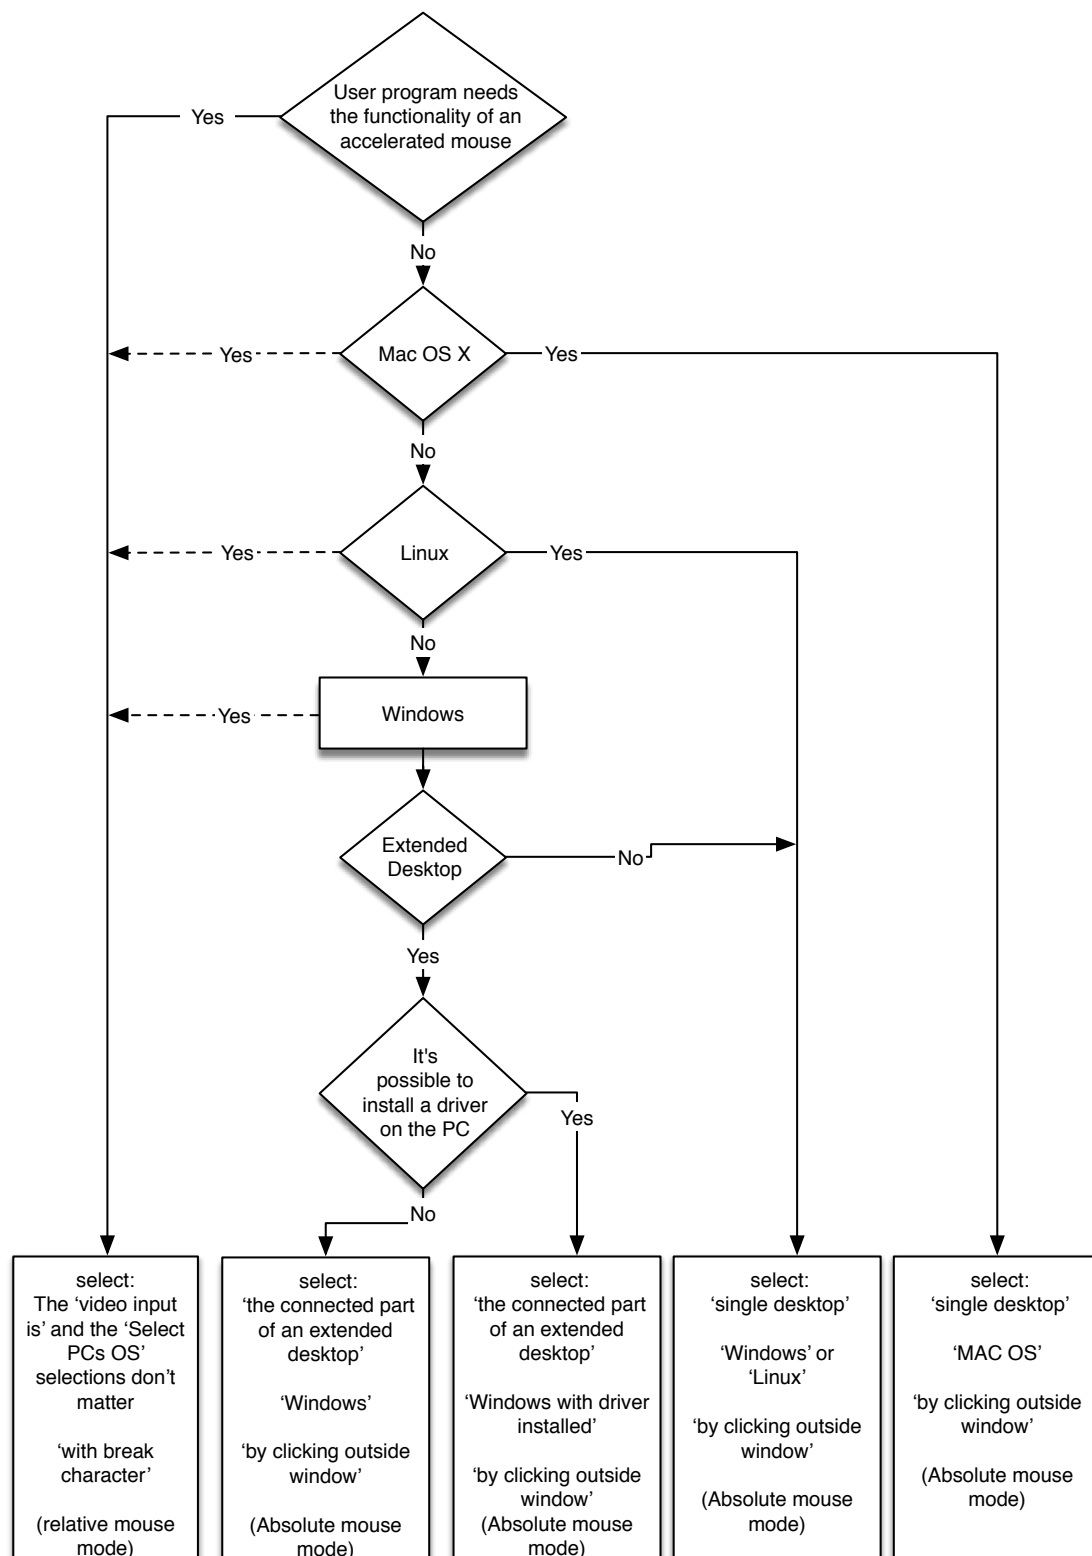 User program needs
the functionality of an
accelerated mouse
Yes
No
Mac OS X
Yes
Yes
No
Linux
Yes
Yes
No
Windows
Yes
Extended
Desktop
No
Yes
It's
possible to
install a driver
on the PC
Yes
No
select:
The ‘video input
is’ and the ‘Select
PCs OS’
selections don’t
matter
‘with break
character’
(relative mouse
mode)
select:
‘the connected part
of an extended
desktop’
‘Windows’
‘by clicking outside
window’
(Absolute mouse
mode)
select:
‘the connected part
of an extended
desktop’
‘Windows with driver
installed’
‘by clicking outside
window’
(Absolute mouse
mode)
select:
‘single desktop’
‘Windows’ or
‘Linux’
‘by clicking outside
window’
(Absolute mouse
mode)
select:
‘single desktop’
‘MAC OS’
‘by clicking outside
window’
(Absolute mouse
mode)